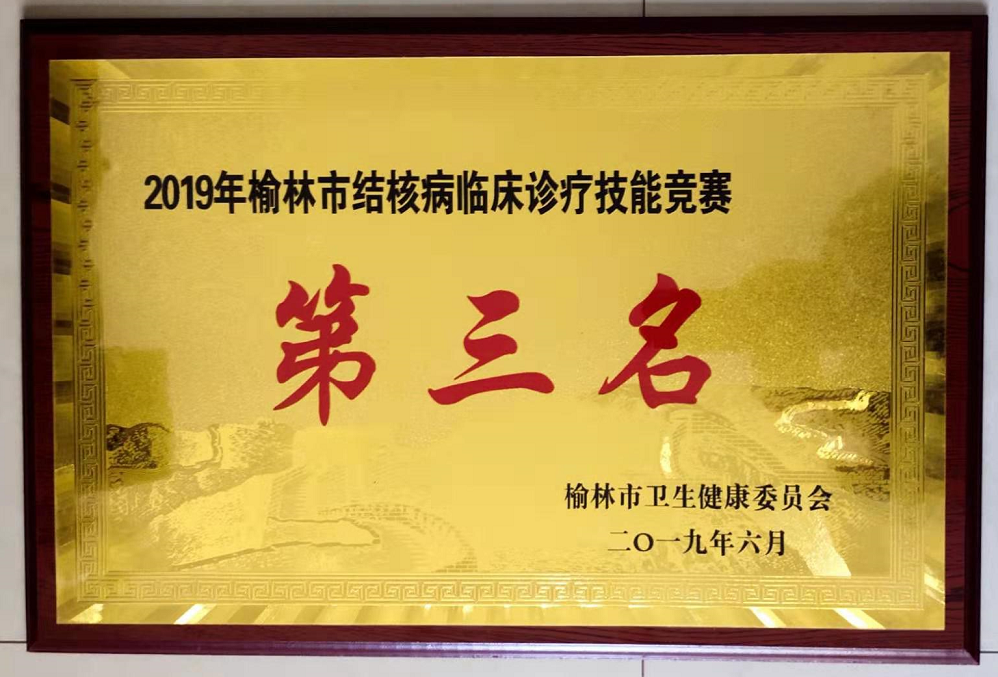 2019年榆林市结核病临床诊疗技能竞赛
第三名
榆林市卫生健康委员会
二〇一九年六月